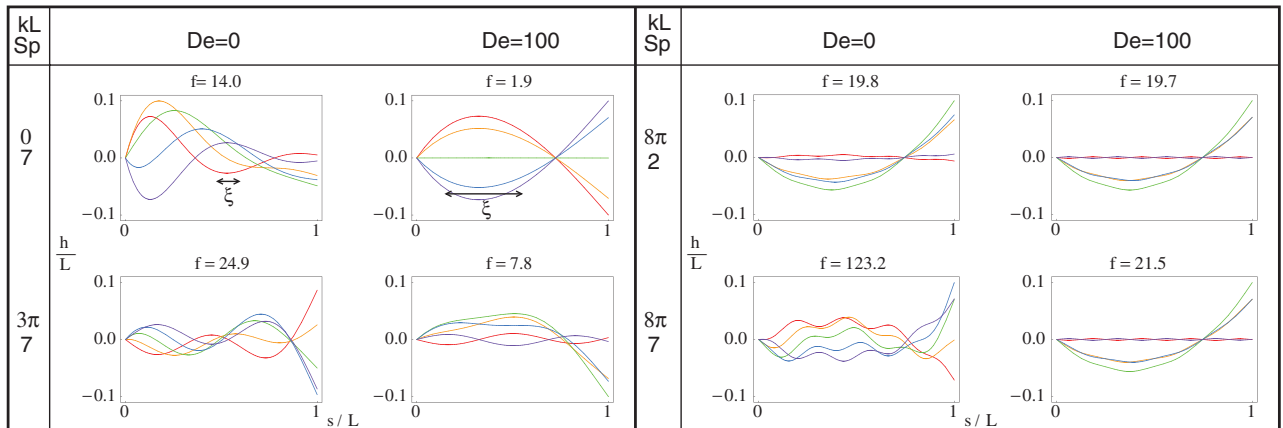 kL
Sp
De=0
De=100
kL
Sp
De=0
De=100
0
7
f= 14.0
0.1
0.0
−0.1
ξ
0
1
f = 1.9
0.1
0.0
−0.1
ξ
0
1
8π
2
f = 19.8
0.1
0.0
−0.1
0
1
f = 19.7
0.1
0.0
−0.1
0
1
3π
7
h
L
f = 24.9
0.1
0.0
−0.1
0
1
s / L
f = 7.8
0.1
0.0
−0.1
0
1
8π
7
h
L
f = 123.2
0.1
0.0
−0.1
0
1
s / L
f = 21.5
0.1
0.0
−0.1
0
1